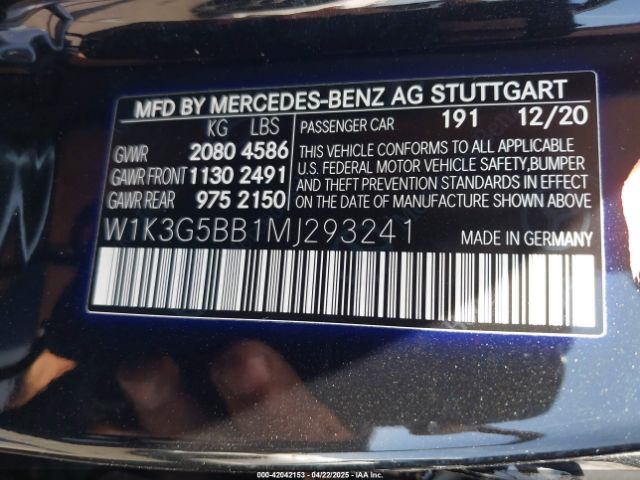 MFD BY MERCEDES-BENZ AG STUTTGART
KG LBS
PASSENGER CAR 191 12/20
GVWR 2080 4586
GAWR FRONT 1130 2491
GAWR REAR 975 2150
THIS VEHICLE CONFORMS TO ALL APPLICABLE
U.S. FEDERAL MOTOR VEHICLE SAFETY, BUMPER
AND THEFT PREVENTION STANDARDS IN EFFECT
ON THE DATE OF MANUFACTURE SHOWN ABOVE
W1K3G5BB1MJ293241
MADE IN GERMANY
000-42042153 - 04/22/2025 - IAAI.COM